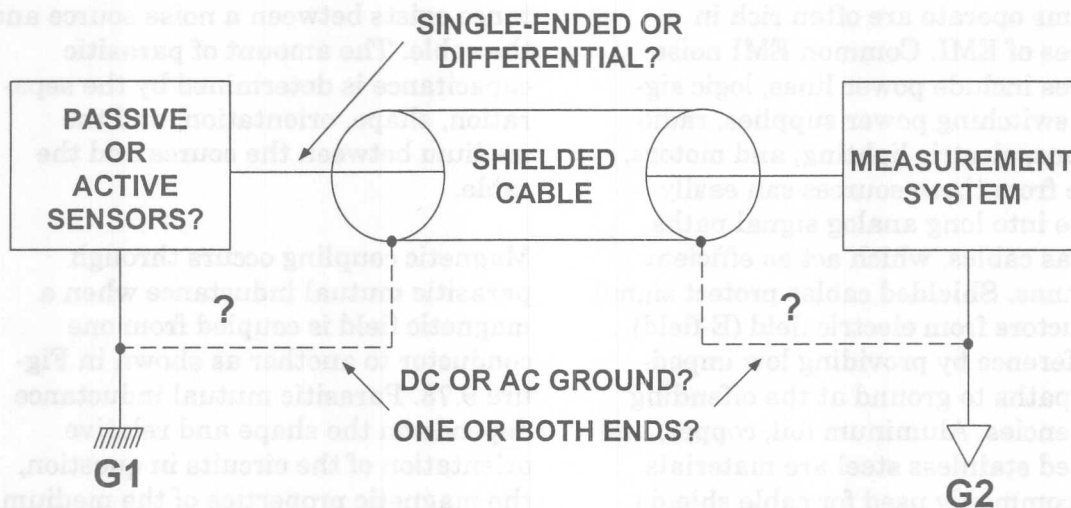 SINGLE-ENDED OR
DIFFERENTIAL?
PASSIVE
OR
ACTIVE
SENSORS?
SHIELDED
CABLE
MEASUREMENT
SYSTEM
?
?
DC OR AC GROUND?
ONE OR BOTH ENDS?
G1
G2